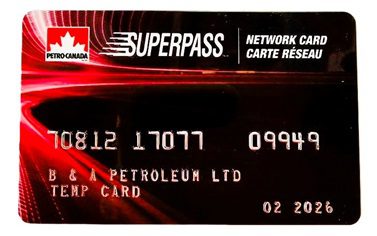 PETRO-CANADA
SUPERPASS
NETWORK CARD
CARTE RÉSEAU
70812 17077 09949
B & A PETROLEUM LTD
TEMP CARD
02 2026